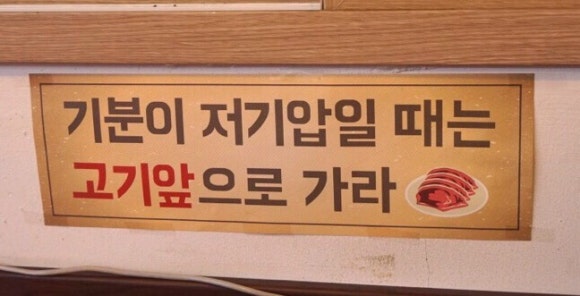 기분이 저기압일 때는
고기앞으로 가라